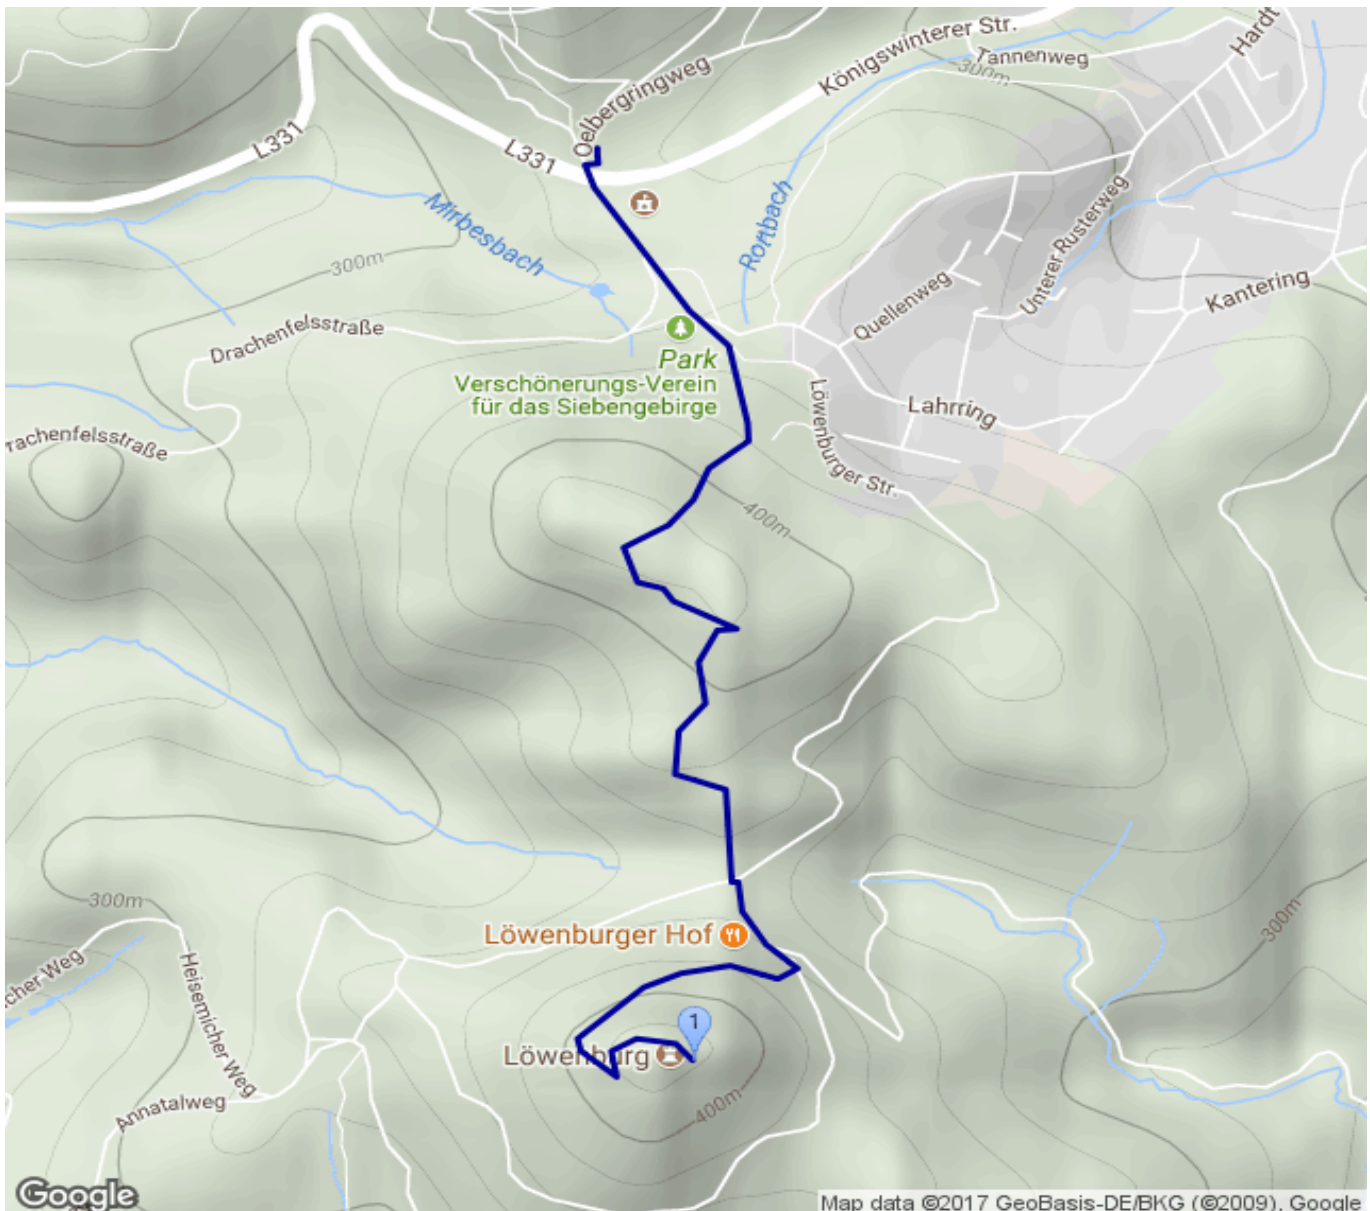 Hardt
Königswinterer Str.
Tannenweg
300m
Oelbergringweg
L331
L331
Mirbesbach
Rottbach
Unterer Rusterweg
300m
Kantering
Quellenweg
Drachenfelsstraße
Park
Verschönerungs-Verein
für das Siebengebirge
Löwenburger Str.
Lahrring
rachenfelsstraße
400m
300m
300m
Löwenburger Hof
cher Weg
Heisemicher Weg
1
Löwenburg
Annatalweg
400m
Google
Map data ©2017 GeoBasis-DE/BKG (©2009), Google